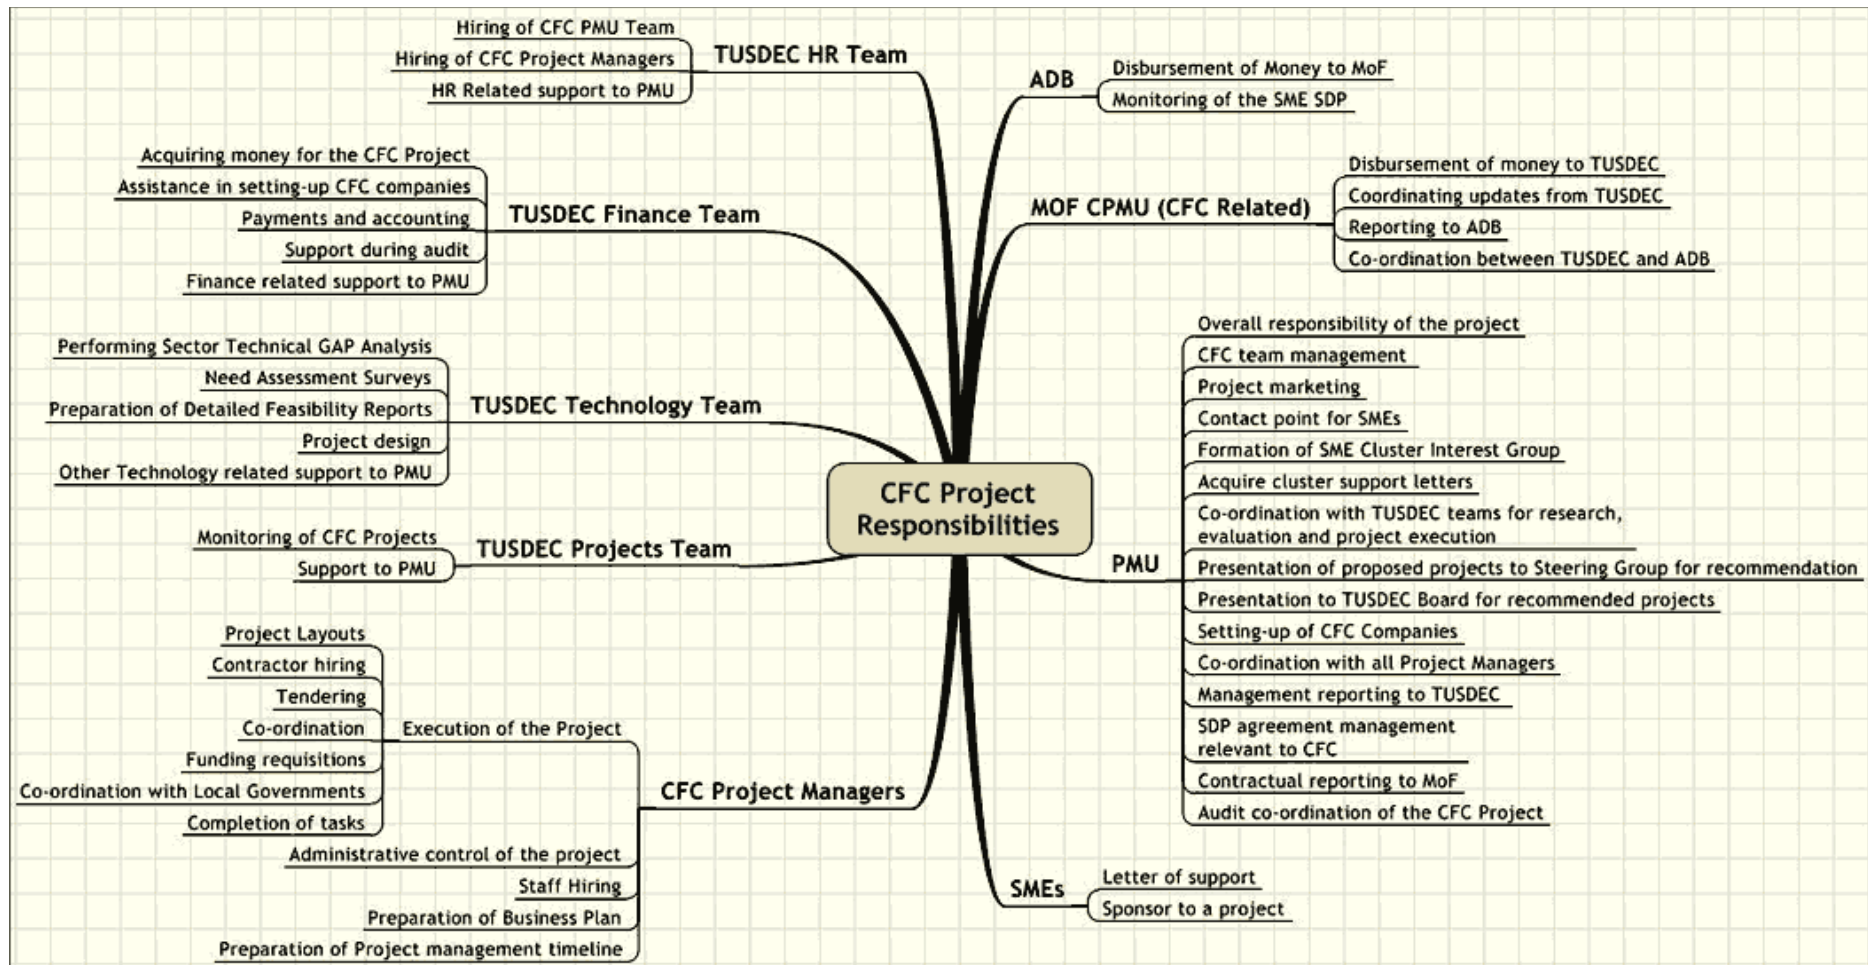 CFC Project
Responsibilities
TUSDEC HR Team
Hiring of CFC PMU Team
Hiring of CFC Project Managers
HR Related support to PMU
TUSDEC Finance Team
Acquiring money for the CFC Project
Assistance in setting-up CFC companies
Payments and accounting
Support during audit
Finance related support to PMU
TUSDEC Technology Team
Performing Sector Technical GAP Analysis
Need Assessment Surveys
Preparation of Detailed Feasibility Reports
Project design
Other Technology related support to PMU
TUSDEC Projects Team
Monitoring of CFC Projects
Support to PMU
CFC Project Managers
Execution of the Project
Project Layouts
Contractor hiring
Tendering
Co-ordination
Funding requisitions
Co-ordination with Local Governments
Completion of tasks
Administrative control of the project
Staff Hiring
Preparation of Business Plan
Preparation of Project management timeline
ADB
Disbursement of Money to MoF
Monitoring of the SME SDP
MOF CPMU (CFC Related)
Disbursement of money to TUSDEC
Coordinating updates from TUSDEC
Reporting to ADB
Co-ordination between TUSDEC and ADB
PMU
Overall responsibility of the project
CFC team management
Project marketing
Contact point for SMEs
Formation of SME Cluster Interest Group
Acquire cluster support letters
Co-ordination with TUSDEC teams for research,
evaluation and project execution
Presentation of proposed projects to Steering Group for recommendation
Presentation to TUSDEC Board for recommended projects
Setting-up of CFC Companies
Co-ordination with all Project Managers
Management reporting to TUSDEC
SDP agreement management
relevant to CFC
Contractual reporting to MoF
Audit co-ordination of the CFC Project
SMEs
Letter of support
Sponsor to a project